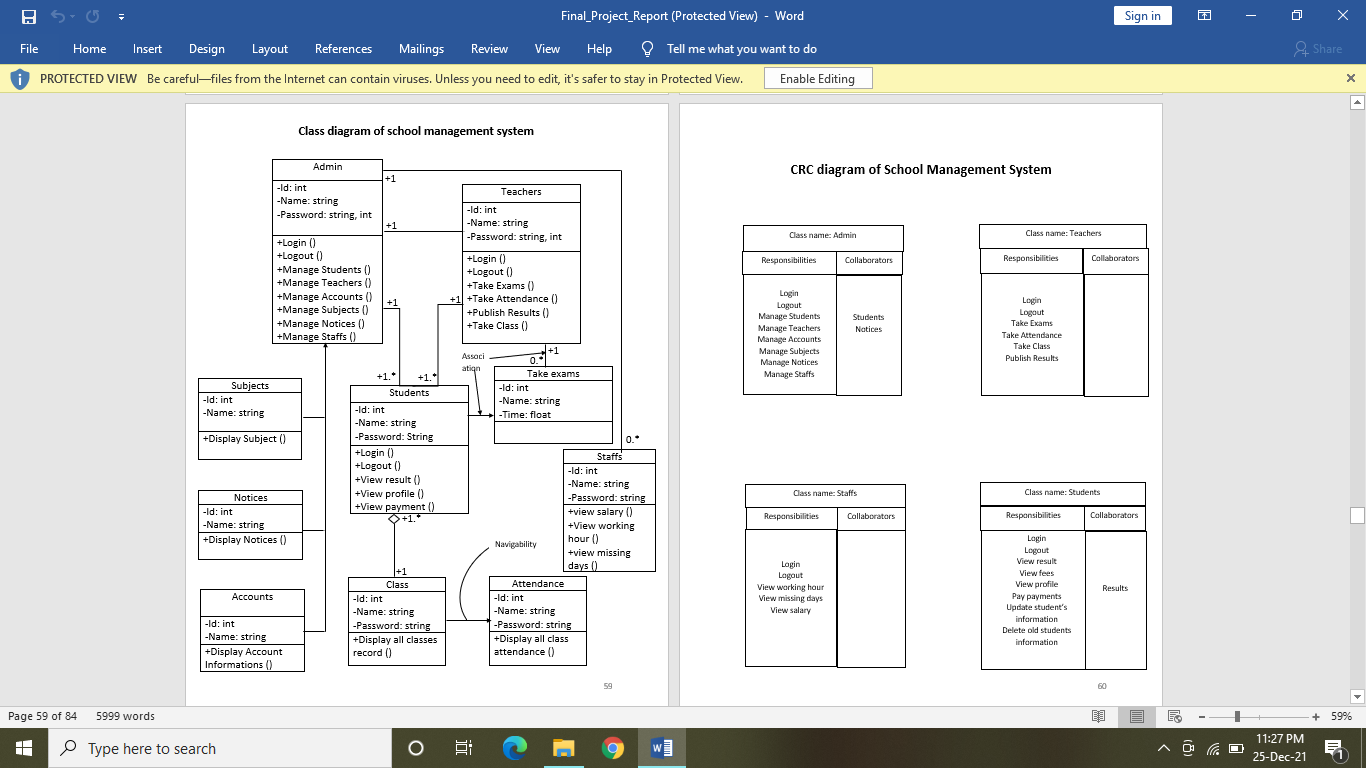 Final_Project_Report (Protected View) - Word
Sign in
File Home Insert Design Layout References Mailings Review View Help Tell me what you want to do Share
PROTECTED VIEW Be careful—files from the Internet can contain viruses. Unless you need to edit, it's safer to stay in Protected View. Enable Editing
Class diagram of school management system
Admin
-Id: int
-Name: string
-Password: string, int
+Login ()
+Logout ()
+Manage Students ()
+Manage Teachers ()
+Manage Accounts ()
+Manage Subjects ()
+Manage Notices ()
+Manage Staffs ()
+1
+1
+1
Teachers
-Id: int
-Name: string
-Password: string, int
+Login ()
+Logout ()
+Take Exams ()
+Take Attendance ()
+Publish Results ()
+Take Class ()
+1
+1
0.*
Associ
ation
+1.*
+1.*
Take exams
-Id: int
-Name: string
-Time: float
Subjects
-Id: int
-Name: string
+Display Subject ()
Students
-Id: int
-Name: string
-Password: String
+Login ()
+Logout ()
+View result ()
+View profile ()
+View payment ()
+1.*
+1
0.*
Staffs
-Id: int
-Name: string
-Password: string
+view salary ()
+View working
hour ()
+view missing
days ()
Notices
-Id: int
-Name: string
+Display Notices ()
Navigability
Accounts
-Id: int
-Name: string
+Display Account
Informations ()
Class
-Id: int
-Name: string
-Password: string
+Display all classes
record ()
Attendance
-Id: int
-Name: string
-Password: string
+Display all class
attendance ()
59
CRC diagram of School Management System
Class name: Admin
Responsibilities Collaborators
Login
Logout
Manage Students
Manage Teachers
Manage Accounts
Manage Subjects
Manage Notices
Manage Staffs
Students
Notices
Class name: Teachers
Responsibilities Collaborators
Login
Logout
Take Exams
Take Attendance
Take Class
Publish Results
Class name: Staffs
Responsibilities Collaborators
Login
Logout
View working hour
View missing days
View salary
Class name: Students
Responsibilities Collaborators
Login
Logout
View result
View fees
View profile
Pay payments
Update student's
information
Delete old students
information
Results
60
Page 59 of 84 5999 words
59%
Type here to search
11:27 PM
25-Dec-21
1